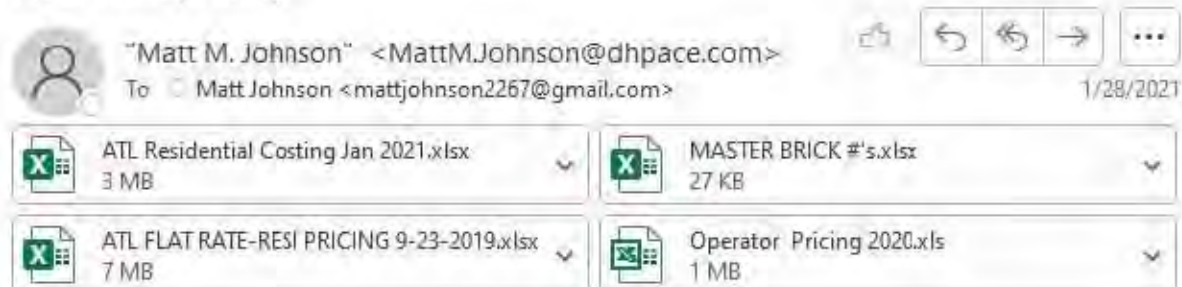 "Matt M. Johnson" <MattM.Johnson@dhpace.com>
To Matt Johnson <mattjohnson2267@gmail.com>
1/28/2021
ATL Residential Costing Jan 2021.xlsx
3 MB
MASTER BRICK #'s.xlsx
27 KB
ATL FLAT RATE-RESI PRICING 9-23-2019.xlsx
7 MB
Operator Pricing 2020.xls
1 MB